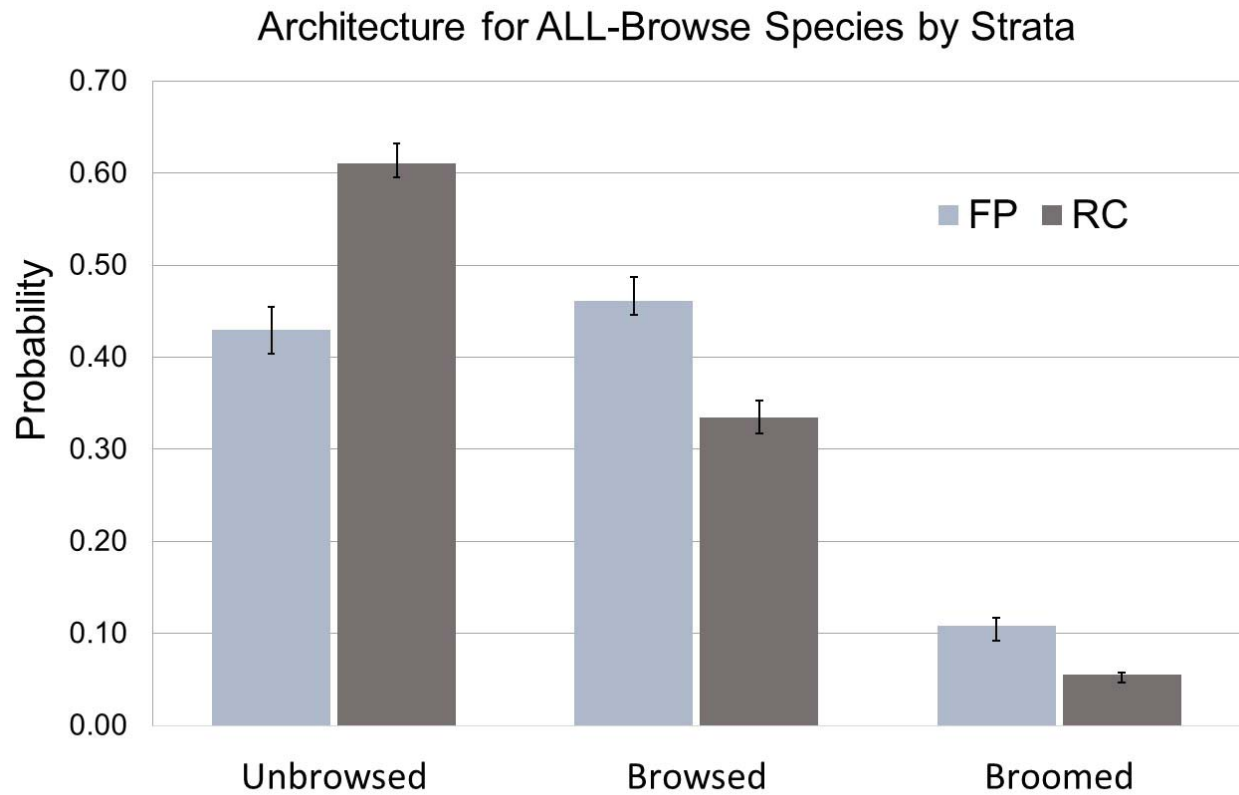 Architecture for ALL-Browse Species by Strata
0.70
0.60
0.50
0.40
0.30
0.20
0.10
0.00
Probability
FP RC
Unbrowsed Browsed Broomed